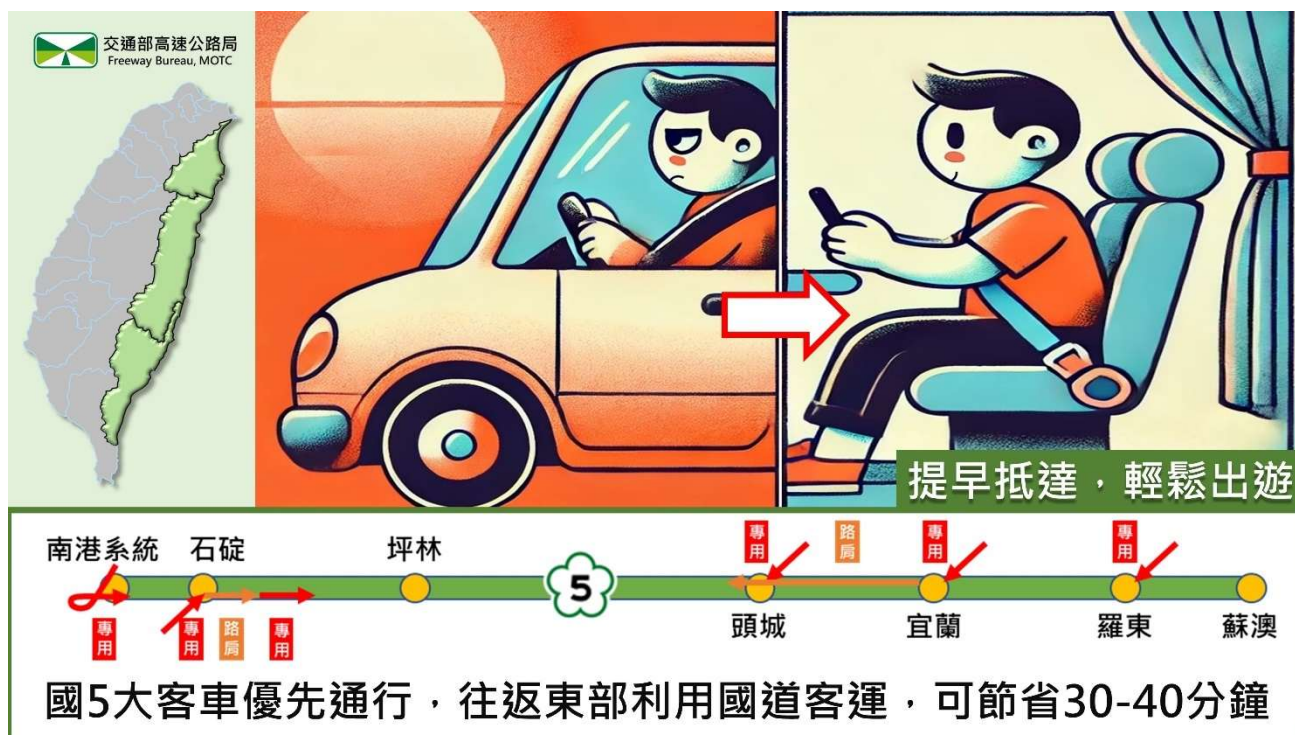 交通部高速公路局
Freeway Bureau, MOTC
提早抵達，輕鬆出遊
南港系統 石碇 坪林 5 專用 路肩 專用 專用
專用 專用 路肩 專用 頭城 宜蘭 羅東 蘇澳
國5大客車優先通行，往返東部利用國道客運，可節省30-40分鐘